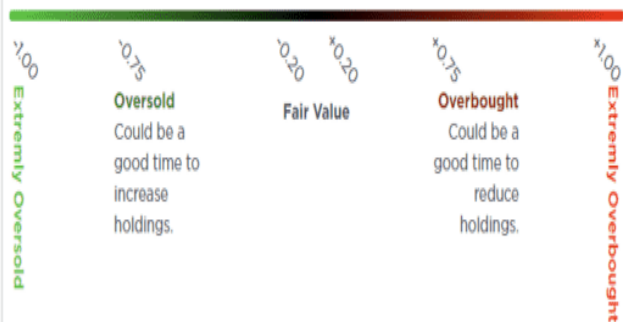 -1.00
-0.75
-0.20
+0.20
+0.75
+1.00
Extremly Oversold
Oversold
Could be a
good time to
increase
holdings.
Fair Value
Overbought
Could be a
good time to
reduce
holdings.
Extremly Overbought